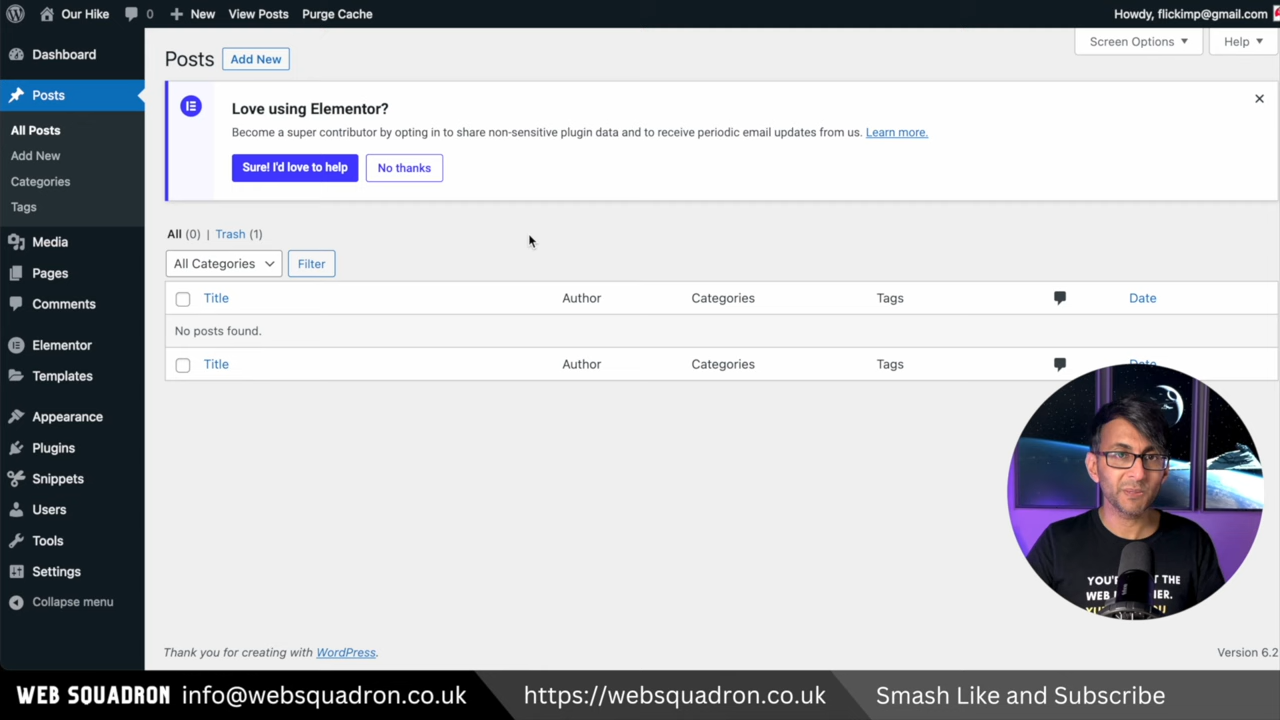 Our Hike 0 New View Posts Purge Cache Howdy, flickimp@gmail.com
Screen Options Help
Dashboard
Posts
All Posts
Add New
Categories
Tags
Media
Pages
Comments
Elementor
Templates
Appearance
Plugins
Snippets
Users
Tools
Settings
Collapse menu
Posts Add New
Love using Elementor?
Become a super contributor by opting in to share non-sensitive plugin data and to receive periodic email updates from us. Learn more.
Sure! I'd love to help No thanks
All (0) | Trash (1)
All Categories Filter
Title Author Categories Tags Date
No posts found.
Title Author Categories Tags Date
THE
WEB
YOU
Thank you for creating with WordPress. Version 6.2
WEB SQUADRON info@websquadron.co.uk https://websquadron.co.uk Smash Like and Subscribe